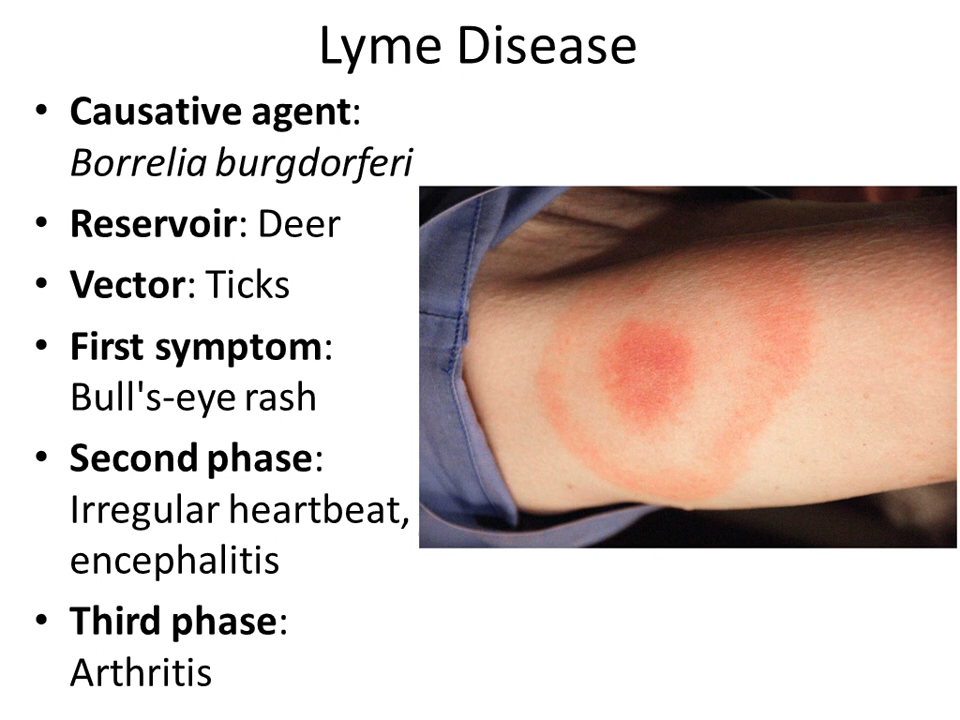 Lyme Disease
• Causative agent:
Borrelia burgdorferi
• Reservoir: Deer
• Vector: Ticks
• First symptom:
Bull's-eye rash
• Second phase:
Irregular heartbeat,
encephalitis
• Third phase:
Arthritis